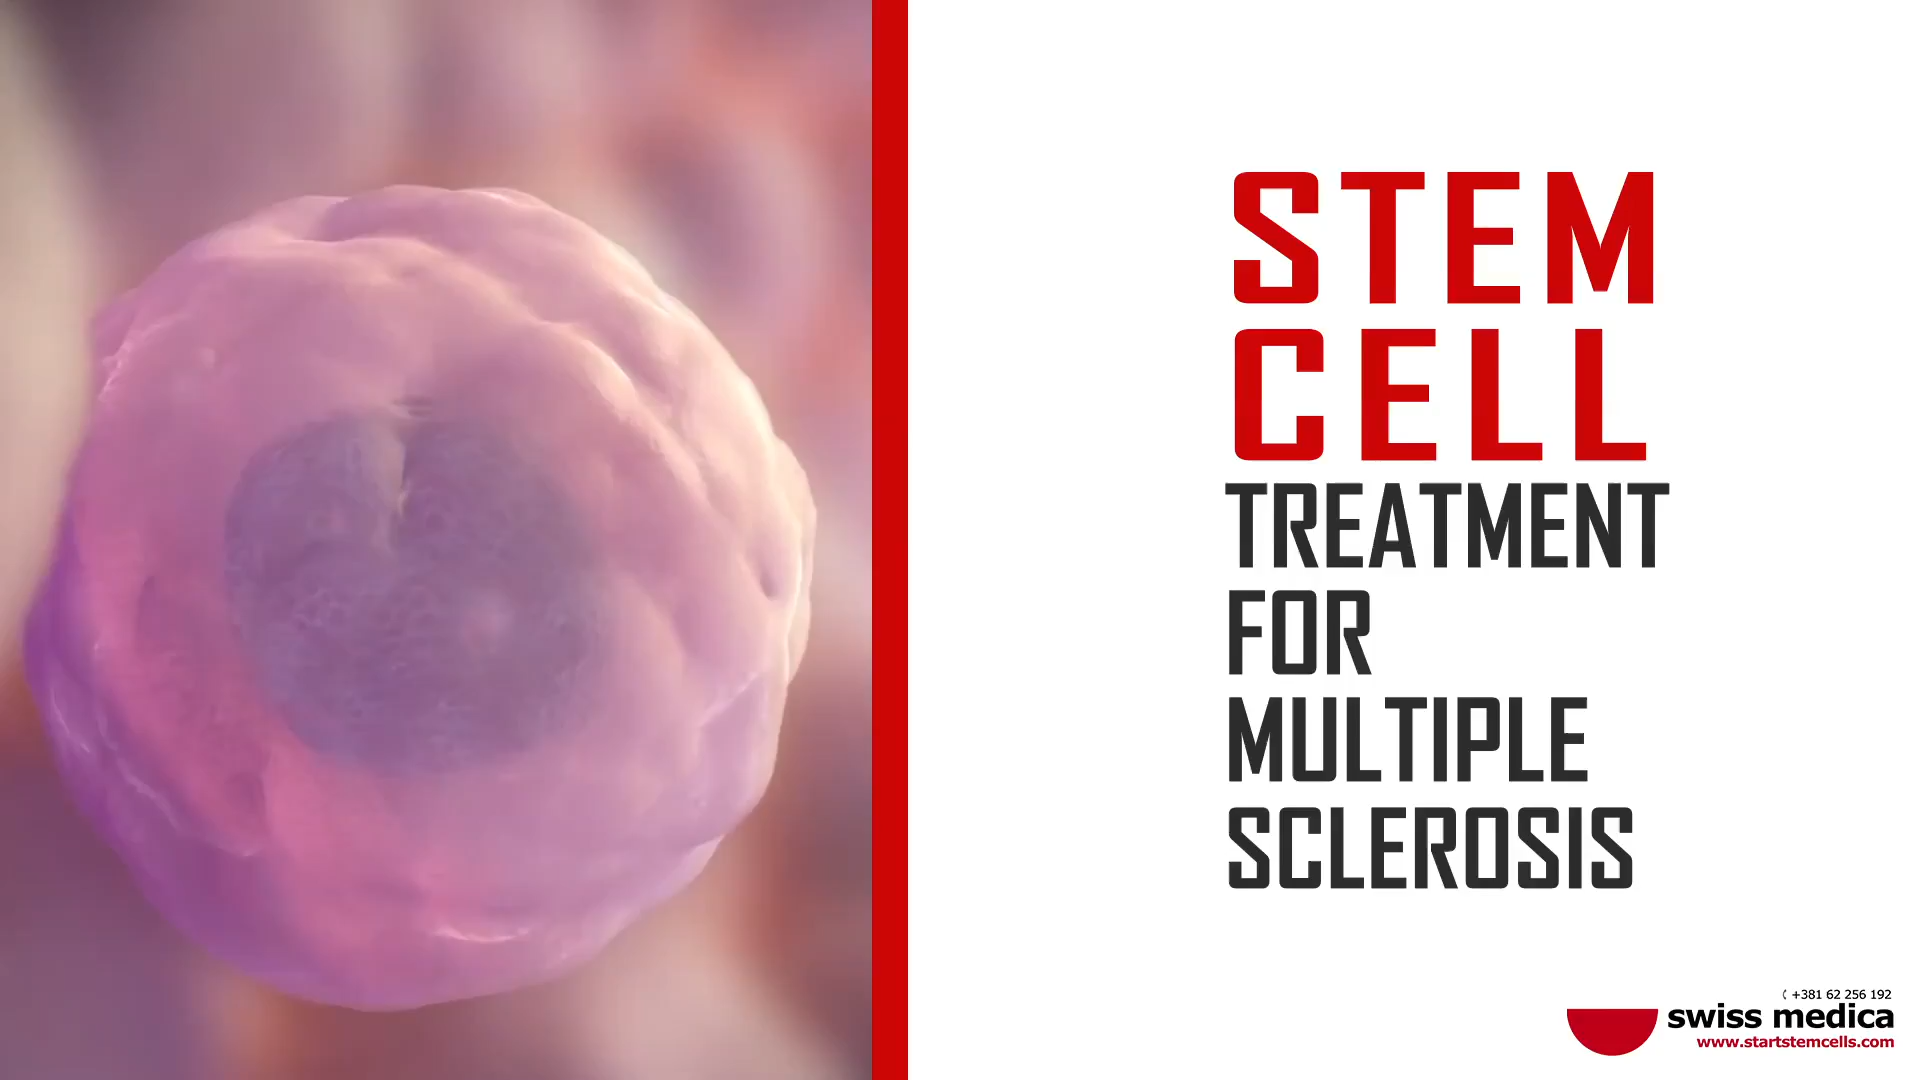 STEM
CELL
TREATMENT
FOR
MULTIPLE
SCLEROSIS
+381 62 256 192
swiss medica
www.startstemcells.com